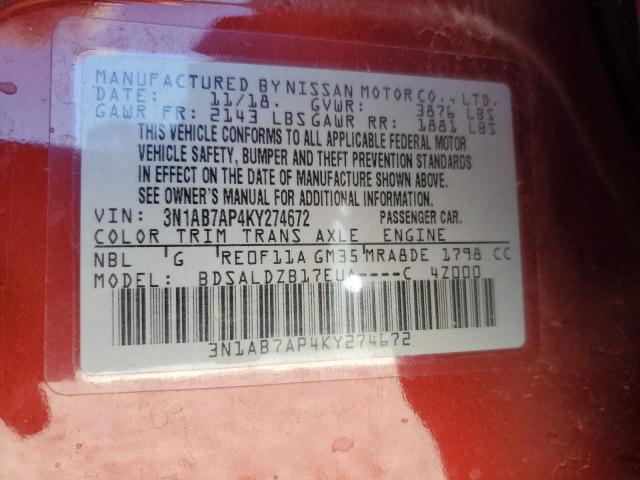 MANUFACTURED BY NISSAN MOTOR CO., LTD.
DATE: 11/18. GVWR: 3876 LBS
GAWR FR: 2143 LBS GAWR RR: 1881 LBS
THIS VEHICLE CONFORMS TO ALL APPLICABLE FEDERAL MOTOR
VEHICLE SAFETY, BUMPER AND THEFT PREVENTION STANDARDS
IN EFFECT ON THE DATE OF MANUFACTURE SHOWN ABOVE.
SEE OWNER'S MANUAL FOR ADDITIONAL INFORMATION.
VIN: 3N1AB7AP4KY274672 PASSENGER CAR.
COLOR TRIM TRANS AXLE ENGINE
NBL G RE0F11A GM35 MRA8DE 1798 CC
MODEL: BDSALDZB17EUA----C 4Z000
3N1AB7AP4KY274672